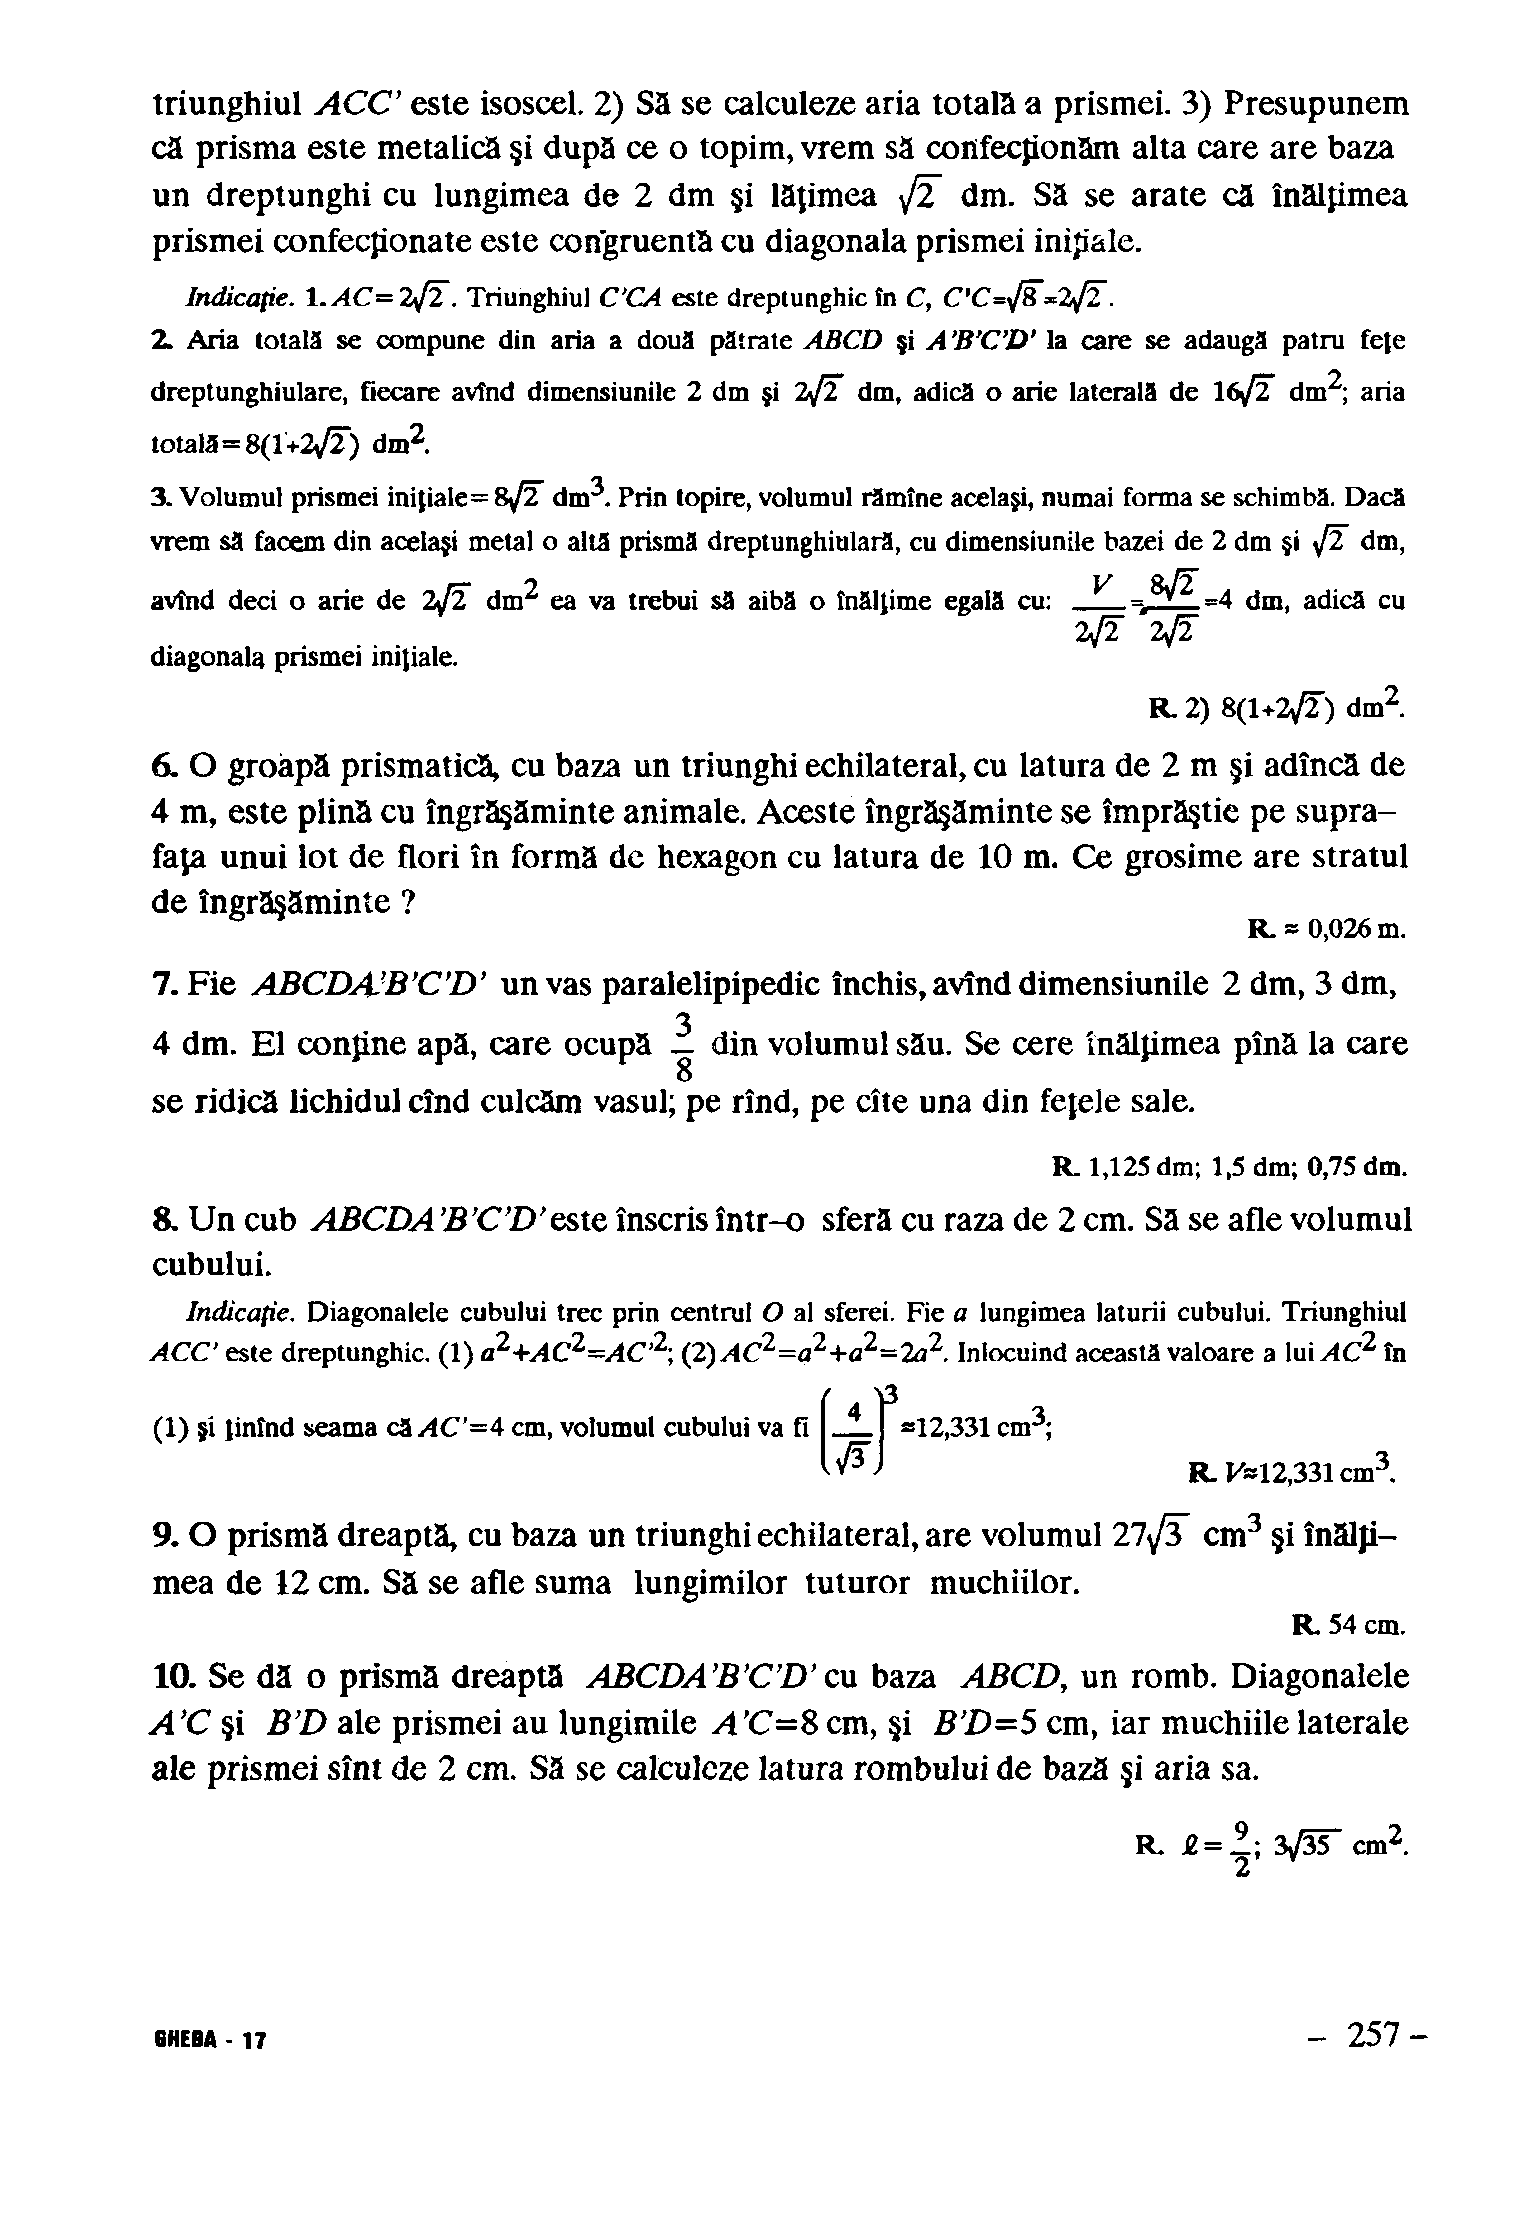 triunghiul ACC' este isoscel. 2) Să se calculeze aria totală a prismei. 3) Presupunem
că prisma este metalică şi după ce o topim, vrem să confecţionăm alta care are baza
un dreptunghi cu lungimea de 2 dm şi lăţimea √2 dm. Să se arate că înălţimea
prismei confecţionate este congruentă cu diagonala prismei iniţiale.
Indicaţie. 1. AC= 2√2. Triunghiul C'CA este dreptunghic în C, C'C=√8=2√2.
2. Aria totală se compune din aria a două pătrate ABCD şi A'B'C'D' la care se adaugă patru feţe
dreptunghiulare, fiecare avînd dimensiunile 2 dm şi 2√2 dm, adică o arie laterală de 16√2 dm²; aria
totală=8(1+2√2) dm².
3. Volumul prismei iniţiale= 8√2 dm³. Prin topire, volumul rămîne acelaşi, numai forma se schimbă. Dacă
vrem să facem din acelaşi metal o altă prismă dreptunghiulară, cu dimensiunile bazei de 2 dm şi √2 dm,
avînd deci o arie de 2√2 dm² ea va trebui să aibă o înălţime egală cu: V/2√2 = 8√2/2√2 =4 dm, adică cu
diagonala prismei iniţiale.
R. 2) 8(1+2√2) dm².
6. O groapă prismatică, cu baza un triunghi echilateral, cu latura de 2 m şi adîncă de
4 m, este plină cu îngrăşăminte animale. Aceste îngrăşăminte se împrăştie pe supra-
faţa unui lot de flori în formă de hexagon cu latura de 10 m. Ce grosime are stratul
de îngrăşăminte ?
R. ≈ 0,026 m.
7. Fie ABCDA'B'C'D' un vas paralelipipedic închis, avînd dimensiunile 2 dm, 3 dm,
4 dm. El conţine apă, care ocupă 3/8 din volumul său. Se cere înălţimea pînă la care
se ridică lichidul cînd culcăm vasul; pe rînd, pe cîte una din feţele sale.
R. 1,125 dm; 1,5 dm; 0,75 dm.
8. Un cub ABCDA'B'C'D' este înscris într-o sferă cu raza de 2 cm. Să se afle volumul
cubului.
Indicaţie. Diagonalele cubului trec prin centrul O al sferei. Fie a lungimea laturii cubului. Triunghiul
ACC' este dreptunghic. (1) a²+AC²=AC'²; (2) AC²=a²+a²=2a². Inlocuind această valoare a lui AC² în
(1) şi ţinînd seama că AC'=4 cm, volumul cubului va fi (4/√3)³ ≈12,331 cm³;
R. V≈12,331 cm³.
9. O prismă dreaptă, cu baza un triunghi echilateral, are volumul 27√3 cm³ şi înălţi-
mea de 12 cm. Să se afle suma lungimilor tuturor muchiilor.
R. 54 cm.
10. Se dă o prismă dreaptă ABCDA'B'C'D' cu baza ABCD, un romb. Diagonalele
A'C şi B'D ale prismei au lungimile A'C=8 cm, şi B'D=5 cm, iar muchiile laterale
ale prismei sînt de 2 cm. Să se calculeze latura rombului de bază şi aria sa.
R. ℓ = 9/2; 3√35 cm².
GHEBA - 17
- 257 -